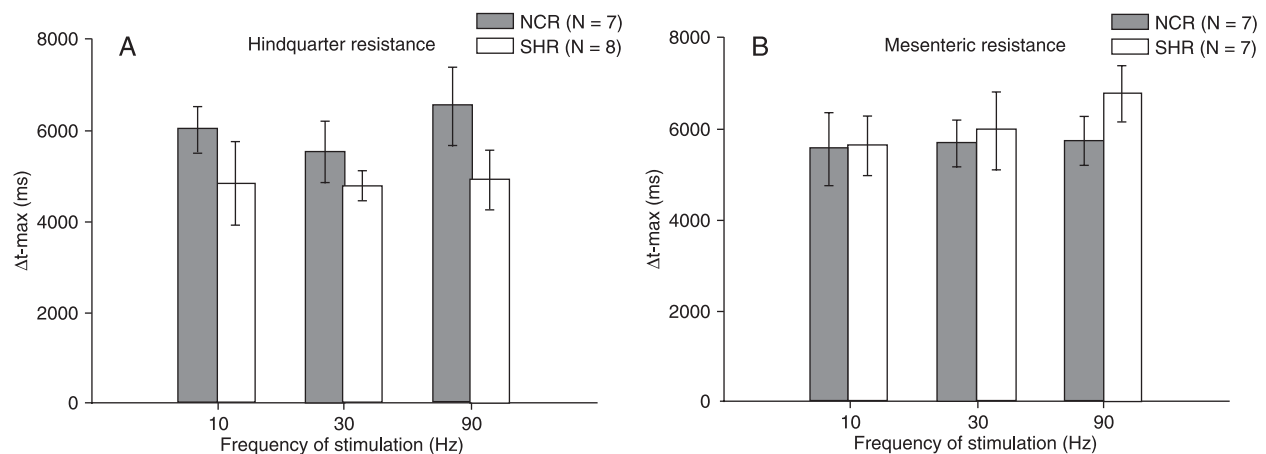 A
Hindquarter resistance
NCR (N = 7)
SHR (N = 8)
8000
6000
4000
2000
0
Δt-max (ms)
10 30 90
Frequency of stimulation (Hz)
B
Mesenteric resistance
NCR (N = 7)
SHR (N = 7)
8000
6000
4000
2000
0
Δt-max (ms)
10 30 90
Frequency of stimulation (Hz)